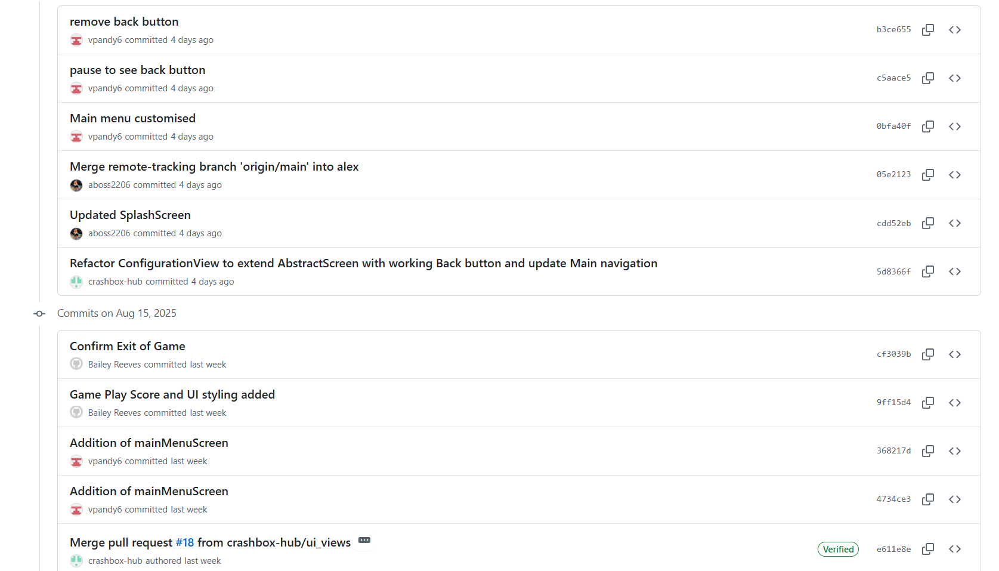 remove back button
b3ce655
vpandy6 committed 4 days ago
pause to see back button
c5aace5
vpandy6 committed 4 days ago
Main menu customised
0bfa40f
vpandy6 committed 4 days ago
Merge remote-tracking branch 'origin/main' into alex
05e2123
aboss2206 committed 4 days ago
Updated SplashScreen
cdd52eb
aboss2206 committed 4 days ago
Refactor ConfigurationView to extend AbstractScreen with working Back button and update Main navigation
5d8366f
crashbox-hub committed 4 days ago
Commits on Aug 15, 2025
Confirm Exit of Game
cf3039b
Bailey Reeves committed last week
Game Play Score and UI styling added
9ff15d4
Bailey Reeves committed last week
Addition of mainMenuScreen
368217d
vpandy6 committed last week
Addition of mainMenuScreen
4734ce3
vpandy6 committed last week
Merge pull request #18 from crashbox-hub/ui_views
Verified e611e8e
crashbox-hub authored last week